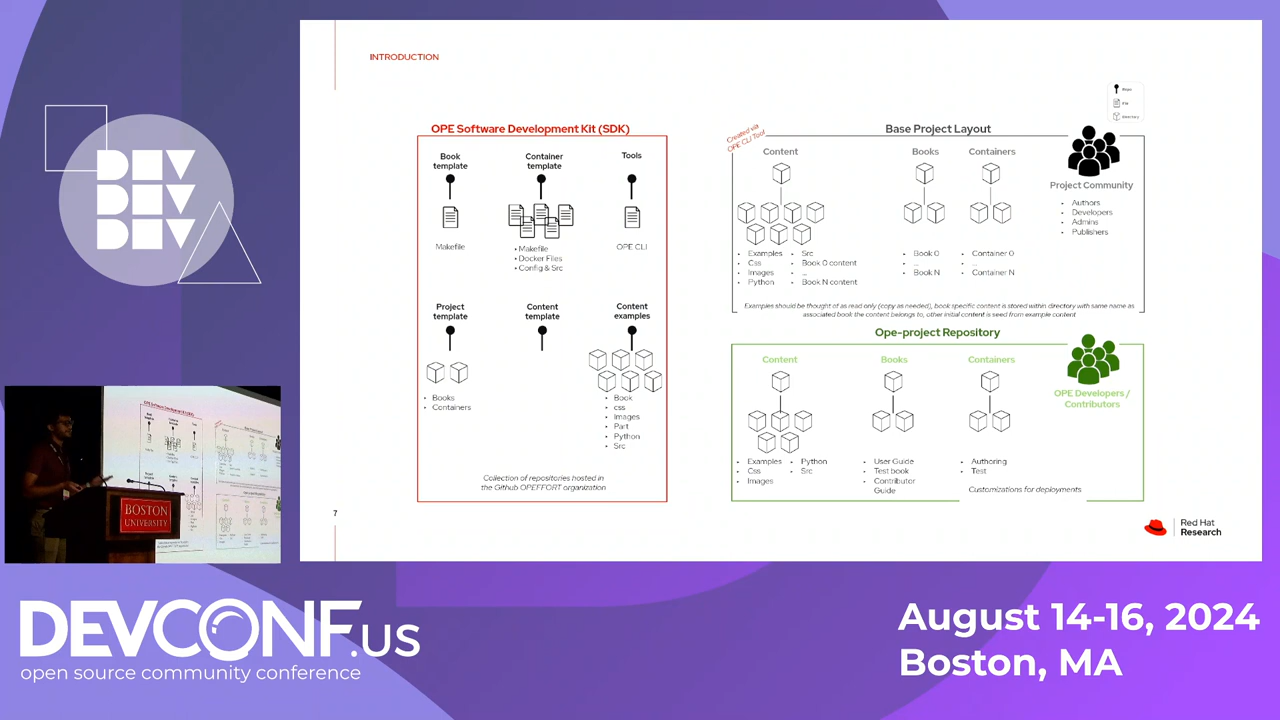 INTRODUCTION
OPE Software Development Kit (SDK)
Book template
Makefile
Container template
• Makefile
• Docker Files
• Config & Src
Tools
OPE CLI
Project template
• Books
• Containers
Content template
Content examples
• Book
• css
• Images
• Part
• Python
• Src
Collection of repositories hosted in
the Github OPEFFORT organization
Created via
OPE CLI Tool
Base Project Layout
Content
• Examples
• Css
• Images
• Python
• Src
• Book 0 content
• ...
• Book N content
Books
• Book 0
• ...
• Book N
Containers
• Container 0
...
• Container N
Project Community
• Authors
• Developers
• Admins
• Publishers
Repo
File
Directory
Examples should be thought of as read only (copy as needed), book specific content is stored within directory with same name as
associated book the content belongs to, other initial content is seed from example content
Ope-project Repository
Content
• Examples
• Css
• Images
• Python
• Src
Books
• User Guide
• Test book
• Contributor
Guide
Containers
• Authoring
• Test
Customizations for deployments
OPE Developers /
Contributors
7
Red Hat
Research
DEV
DEV
DEV
BOSTON
UNIVERSITY
DEVCONF.us
open source community conference
August 14-16, 2024
Boston, MA